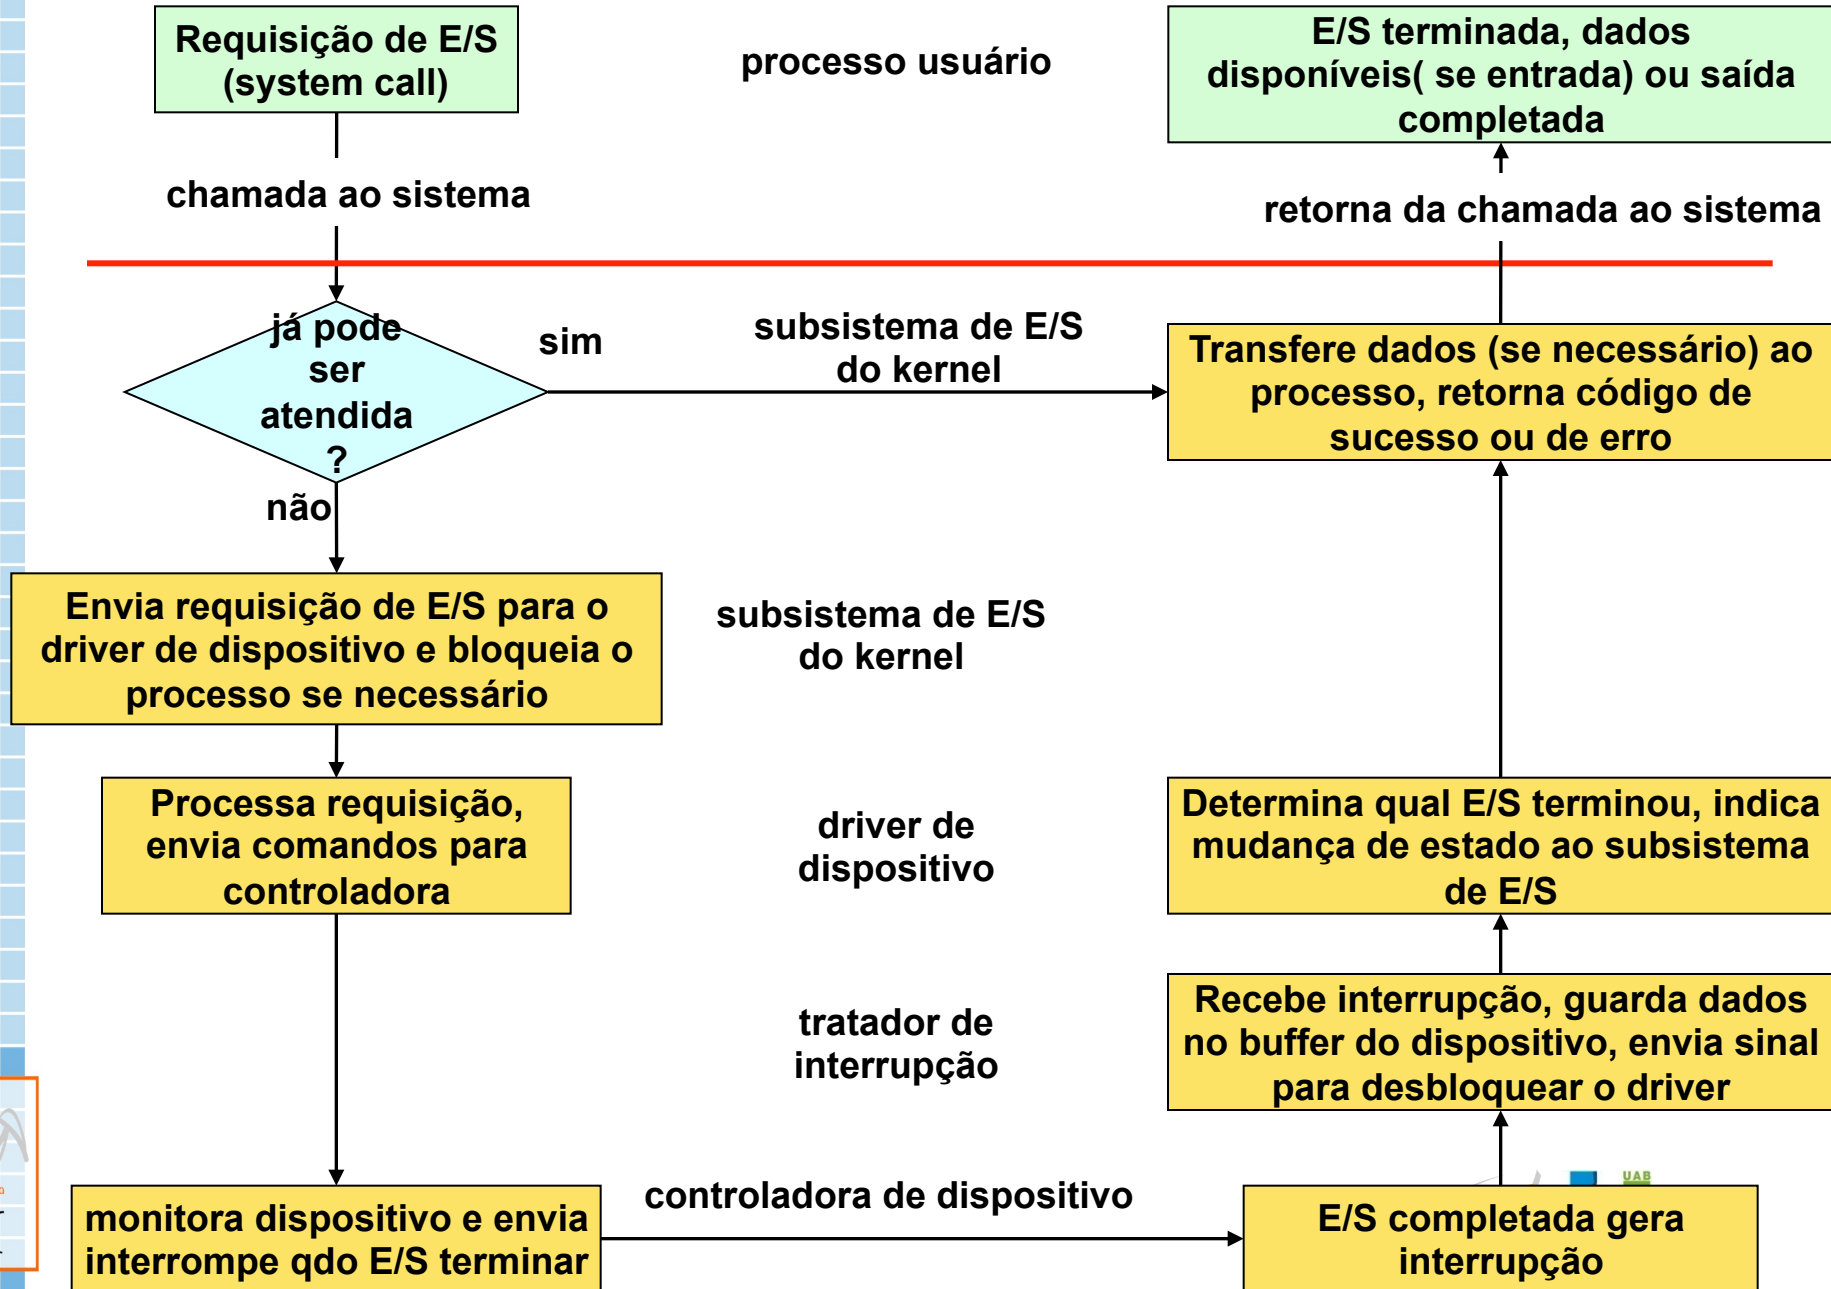 Requisição de E/S
(system call)
processo usuário
E/S terminada, dados
disponíveis( se entrada) ou saída
completada
chamada ao sistema
retorna da chamada ao sistema
já pode
ser
atendida
?
sim
subsistema de E/S
do kernel
Transfere dados (se necessário) ao
processo, retorna código de
sucesso ou de erro
não
Envia requisição de E/S para o
driver de dispositivo e bloqueia o
processo se necessário
subsistema de E/S
do kernel
Processa requisição,
envia comandos para
controladora
driver de
dispositivo
Determina qual E/S terminou, indica
mudança de estado ao subsistema
de E/S
tratador de
interrupção
Recebe interrupção, guarda dados
no buffer do dispositivo, envia sinal
para desbloquear o driver
monitora dispositivo e envia
interrompe qdo E/S terminar
controladora de dispositivo
UAB
E/S completada gera
interrupção